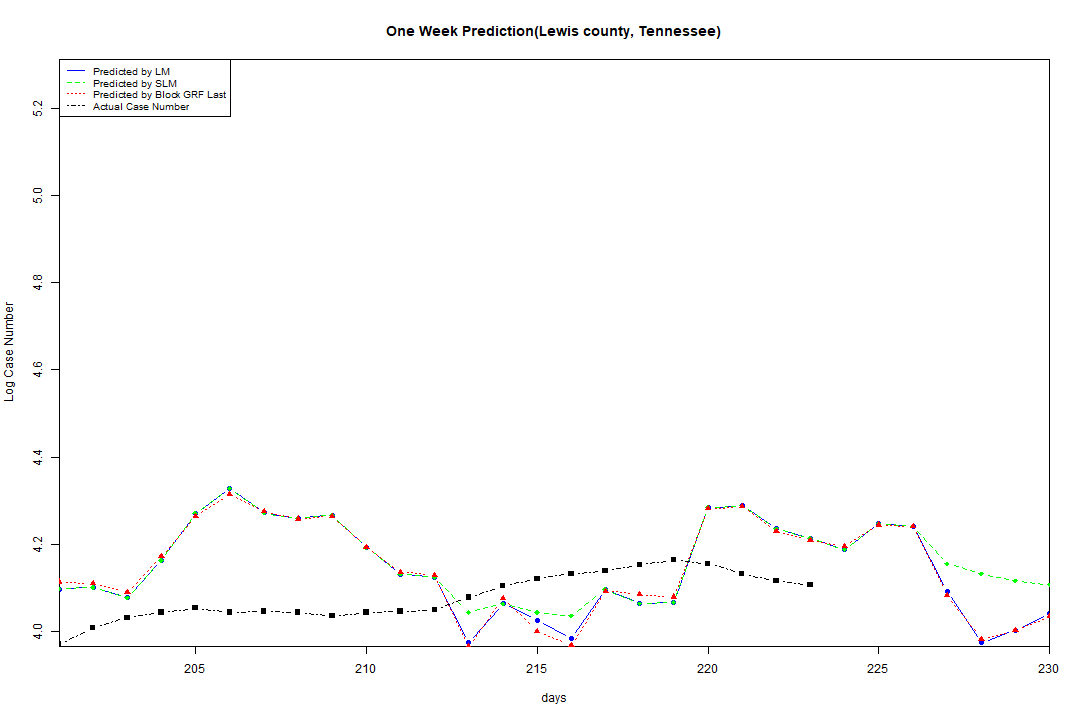 One Week Prediction(Lewis county, Tennessee)
Predicted by LM
Predicted by SLM
Predicted by Block GRF Last
Actual Case Number
Log Case Number
5.2
5.0
4.8
4.6
4.4
4.2
4.0
205 210 215 220 225 230
days